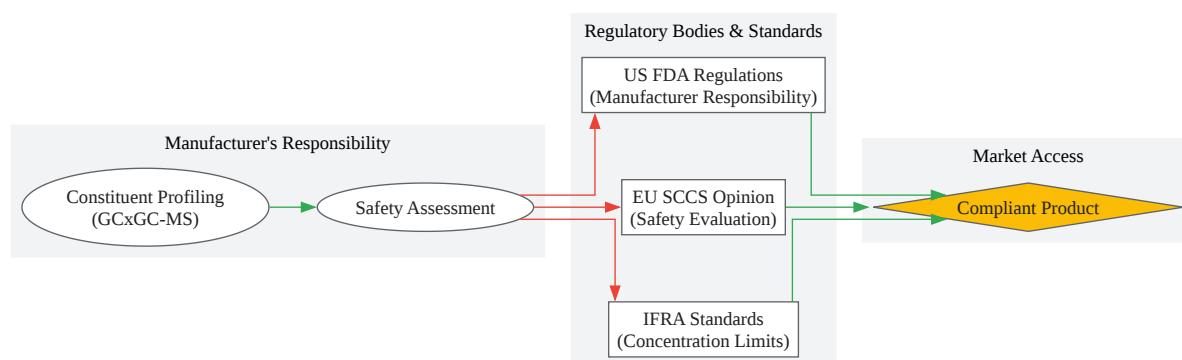 Manufacturer's Responsibility
Constituent Profiling
(GCxGC-MS)
Safety Assessment
Regulatory Bodies & Standards
US FDA Regulations
(Manufacturer Responsibility)
EU SCCS Opinion
(Safety Evaluation)
IFRA Standards
(Concentration Limits)
Market Access
Compliant Product